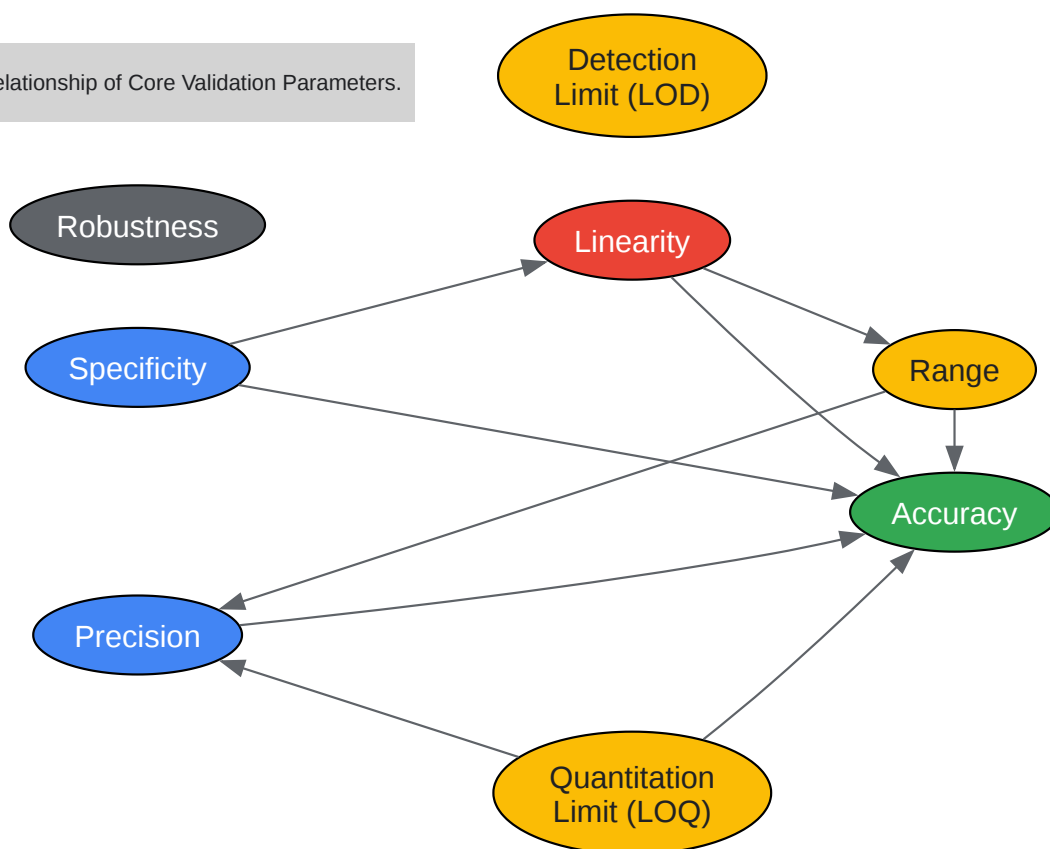 Detection
Limit (LOD)
elationship of Core Validation Parameters.
Robustness
Linearity
Specificity
Range
Accuracy
Precision
Quantitation
Limit (LOQ)